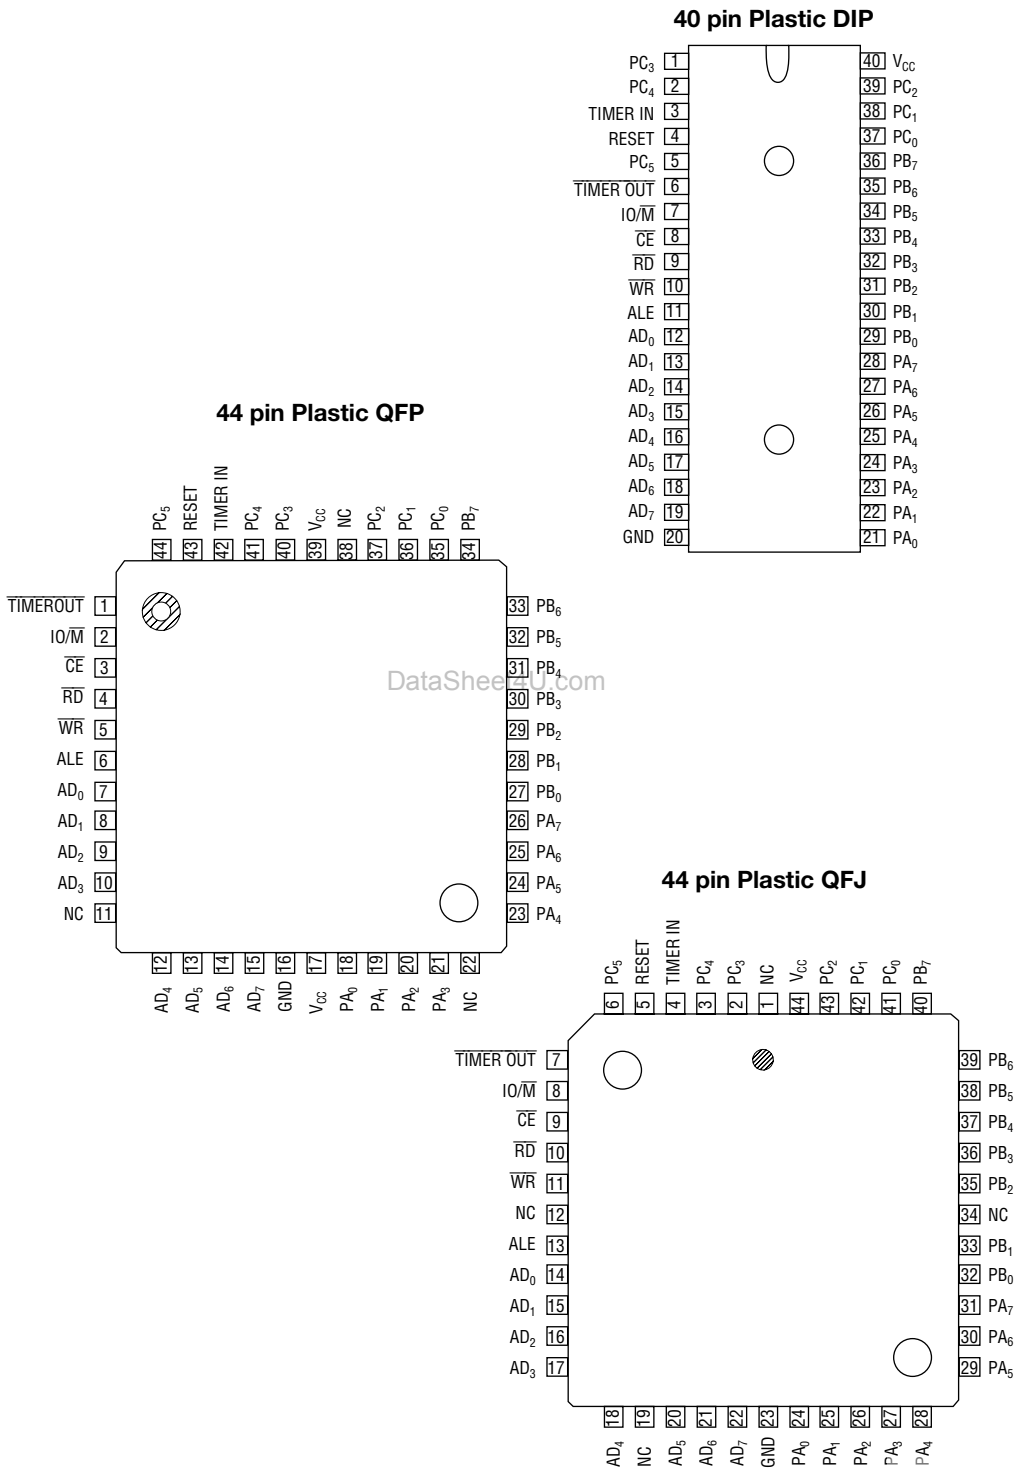 40 pin Plastic DIP
PC₃ 1 40 V_CC
PC₄ 2 39 PC₂
TIMER IN 3 38 PC₁
RESET 4 37 PC₀
PC₅ 5 36 PB₇
TIMER OUT 6 35 PB₆
IO/M 7 34 PB₅
CE 8 33 PB₄
RD 9 32 PB₃
WR 10 31 PB₂
ALE 11 30 PB₁
AD₀ 12 29 PB₀
AD₁ 13 28 PA₇
AD₂ 14 27 PA₆
AD₃ 15 26 PA₅
AD₄ 16 25 PA₄
AD₅ 17 24 PA₃
AD₆ 18 23 PA₂
AD₇ 19 22 PA₁
GND 20 21 PA₀
44 pin Plastic QFP
PC₅ RESET TIMER IN PC₄ PC₃ V_CC NC PC₂ PC₁ PC₀ PB₇
44 43 42 41 40 39 38 37 36 35 34
TIMEROUT 1 33 PB₆
IO/M 2 32 PB₅
CE 3 31 PB₄
DataSheet4U.com
RD 4 30 PB₃
WR 5 29 PB₂
ALE 6 28 PB₁
AD₀ 7 27 PB₀
AD₁ 8 26 PA₇
AD₂ 9 25 PA₆
AD₃ 10 24 PA₅
NC 11 23 PA₄
12 13 14 15 16 17 18 19 20 21 22
AD₄ AD₅ AD₆ AD₇ GND V_CC PA₀ PA₁ PA₂ PA₃ NC
44 pin Plastic QFJ
PC₅ RESET TIMER IN PC₄ PC₃ NC V_CC PC₂ PC₁ PC₀ PB₇
6 5 4 3 2 1 44 43 42 41 40
TIMER OUT 7 39 PB₆
IO/M 8 38 PB₅
CE 9 37 PB₄
RD 10 36 PB₃
WR 11 35 PB₂
NC 12 34 NC
ALE 13 33 PB₁
AD₀ 14 32 PB₀
AD₁ 15 31 PA₇
AD₂ 16 30 PA₆
AD₃ 17 29 PA₅
18 19 20 21 22 23 24 25 26 27 28
AD₄ NC AD₅ AD₆ AD₇ GND PA₀ PA₁ PA₂ PA₃ PA₄